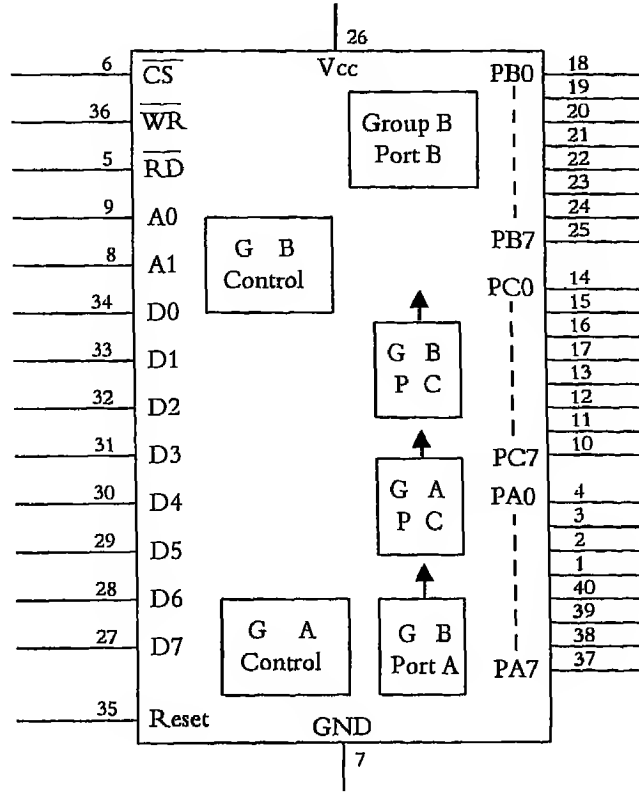 26
Vcc
6 CS
36 WR
5 RD
9 A0
8 A1
34 D0
33 D1
32 D2
31 D3
30 D4
29 D5
28 D6
27 D7
35 Reset
GND
7
Group B
Port B
G B
Control
G B
P C
G A
P C
G A
Control
G B
Port A
PB0 18
19
20
21
22
23
24
PB7 25
PC0 14
15
16
17
13
12
11
PC7 10
PA0 4
3
2
1
40
39
38
PA7 37